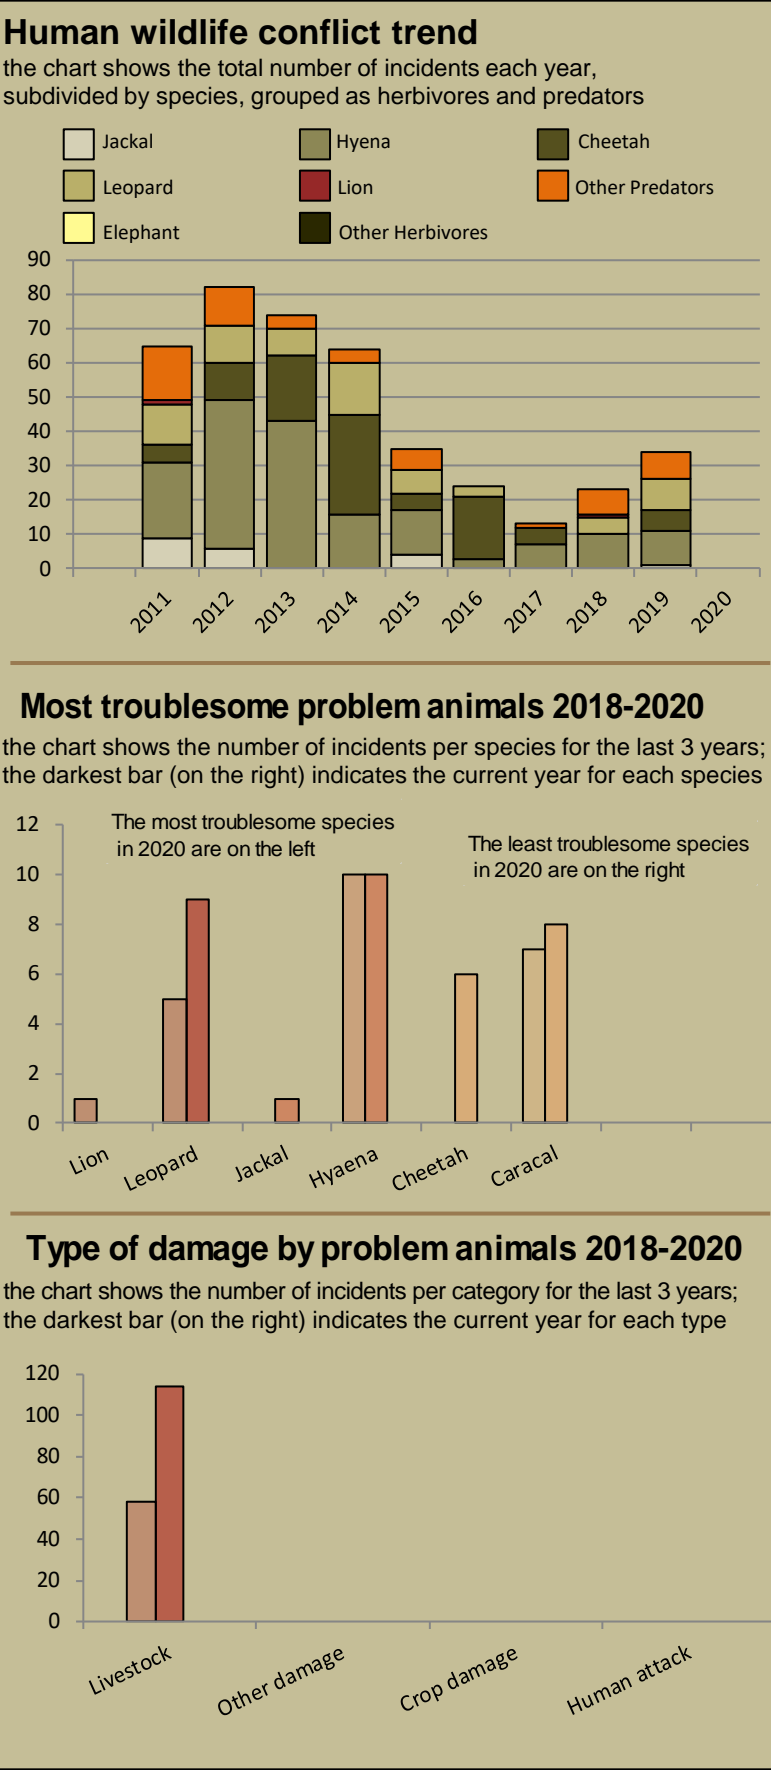 Human wildlife conflict trend
the chart shows the total number of incidents each year,
subdivided by species, grouped as herbivores and predators
Jackal Hyena Cheetah
Leopard Lion Other Predators
Elephant Other Herbivores
90
80
70
60
50
40
30
20
10
0
2011 2012 2013 2014 2015 2016 2017 2018 2019 2020
Most troublesome problem animals 2018-2020
the chart shows the number of incidents per species for the last 3 years;
the darkest bar (on the right) indicates the current year for each species
The most troublesome species
in 2020 are on the left
The least troublesome species
in 2020 are on the right
12
10
8
6
4
2
0
Lion Leopard Jackal Hyaena Cheetah Caracal
Type of damage by problem animals 2018-2020
the chart shows the number of incidents per category for the last 3 years;
the darkest bar (on the right) indicates the current year for each type
120
100
80
60
40
20
0
Livestock Other damage Crop damage Human attack